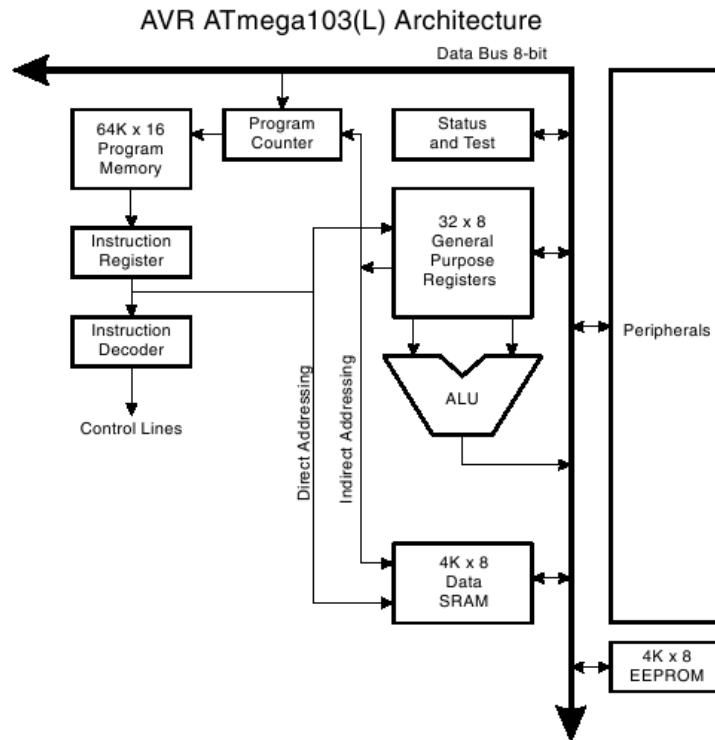 AVR ATmega103(L) Architecture
Data Bus 8-bit
64K x 16
Program
Memory
Program
Counter
Status
and Test
Instruction
Register
32 x 8
General
Purpose
Registers
Instruction
Decoder
Peripherals
ALU
Control Lines
Direct Addressing
Indirect Addressing
4K x 8
Data
SRAM
4K x 8
EEPROM